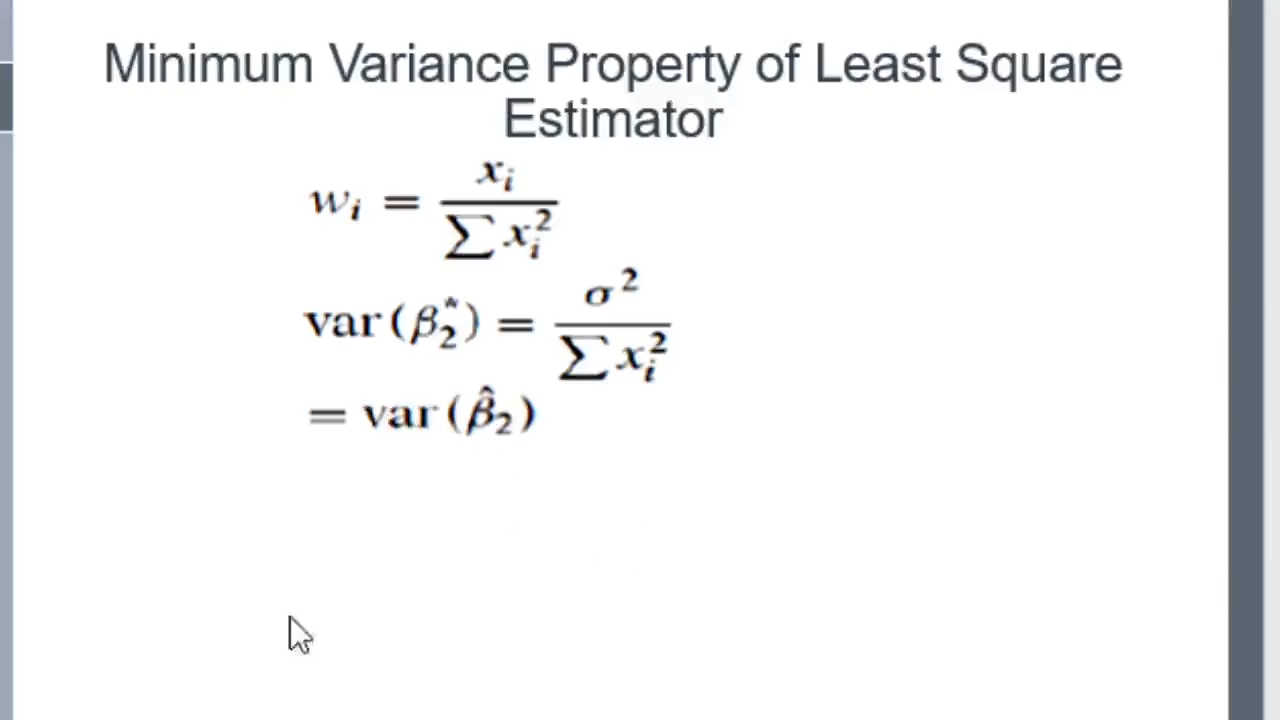 Minimum Variance Property of Least Square
Estimator
wᵢ = xᵢ / ∑ xᵢ²
var (β₂*) = σ² / ∑ xᵢ²
= var (β̂₂)